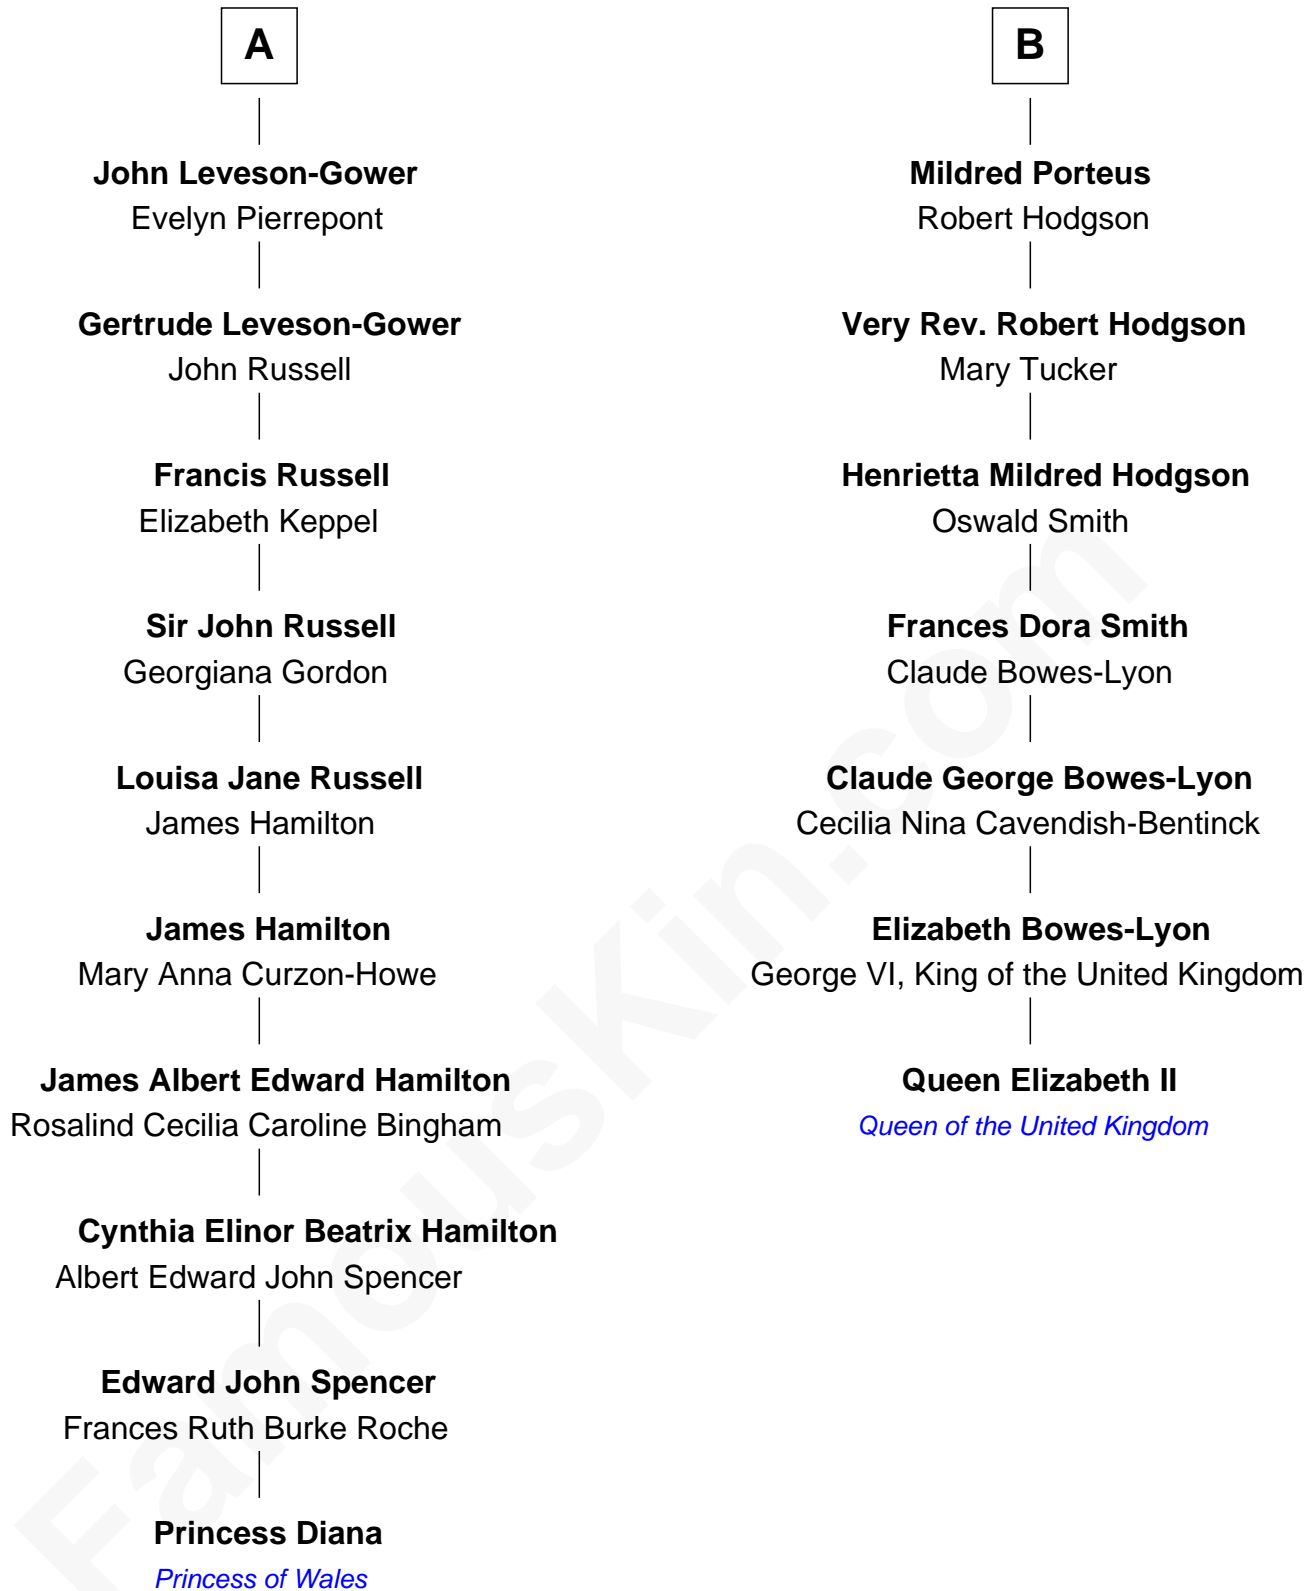 A
John Leveson-Gower
Evelyn Pierrepont
Gertrude Leveson-Gower
John Russell
Francis Russell
Elizabeth Keppel
Sir John Russell
Georgiana Gordon
Louisa Jane Russell
James Hamilton
James Hamilton
Mary Anna Curzon-Howe
James Albert Edward Hamilton
Rosalind Cecilia Caroline Bingham
Cynthia Elinor Beatrix Hamilton
Albert Edward John Spencer
Edward John Spencer
Frances Ruth Burke Roche
Princess Diana
Princess of Wales
B
Mildred Porteus
Robert Hodgson
Very Rev. Robert Hodgson
Mary Tucker
Henrietta Mildred Hodgson
Oswald Smith
Frances Dora Smith
Claude Bowes-Lyon
Claude George Bowes-Lyon
Cecilia Nina Cavendish-Bentinck
Elizabeth Bowes-Lyon
George VI, King of the United Kingdom
Queen Elizabeth II
Queen of the United Kingdom
FamousKin.com